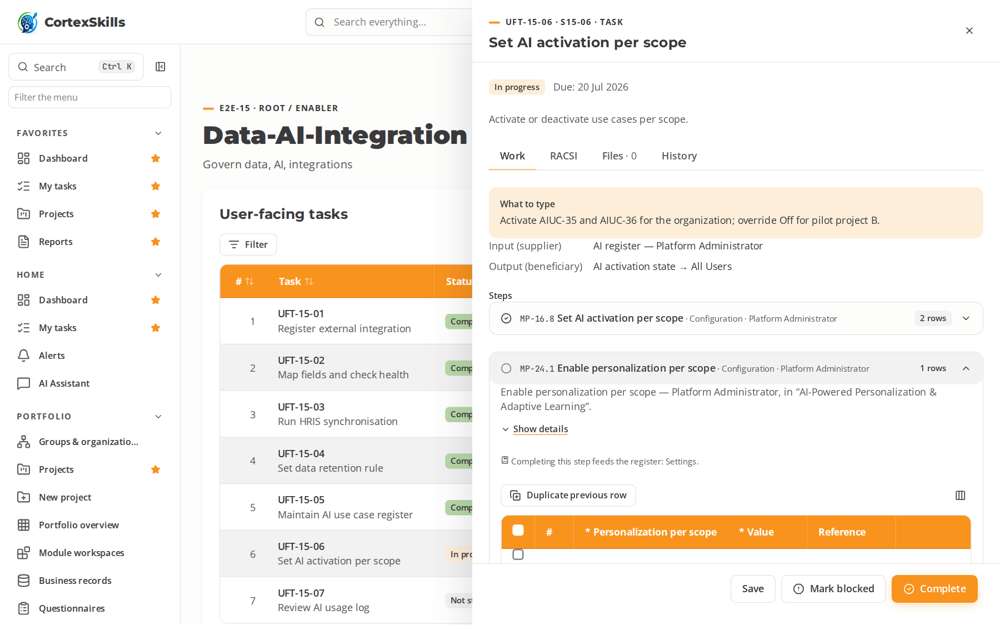 CortexSkills
Search everything...
Search
Ctrl K
Filter the menu
FAVORITES
Dashboard
My tasks
Projects
Reports
HOME
Dashboard
My tasks
Alerts
AI Assistant
PORTFOLIO
Groups & organizatio...
Projects
New project
Portfolio overview
Module workspaces
Business records
Questionnaires
E2E-15 · ROOT / ENABLER
Data-AI-Integration
Govern data, AI, integrations
User-facing tasks
Filter
# Task Statu
1 UFT-15-01 Comp
Register external integration
2 UFT-15-02 Comp
Map fields and check health
3 UFT-15-03 Comp
Run HRIS synchronisation
4 UFT-15-04 Comp
Set data retention rule
5 UFT-15-05 Comp
Maintain AI use case register
6 UFT-15-06 In pro
Set AI activation per scope
7 UFT-15-07 Not st
Review AI usage log
UFT-15-06 · S15-06 · TASK
Set AI activation per scope
In progress Due: 20 Jul 2026
Activate or deactivate use cases per scope.
Work RACSI Files · 0 History
What to type
Activate AIUC-35 and AIUC-36 for the organization; override Off for pilot project B.
Input (supplier) AI register — Platform Administrator
Output (beneficiary) AI activation state → All Users
Steps
MP-16.8 Set AI activation per scope · Configuration · Platform Administrator 2 rows
MP-24.1 Enable personalization per scope · Configuration · Platform Administrator 1 rows
Enable personalization per scope — Platform Administrator, in “AI-Powered Personalization &
Adaptive Learning”.
Show details
Completing this step feeds the register: Settings.
Duplicate previous row
# * Personalization per scope * Value Reference
Save Mark blocked Complete